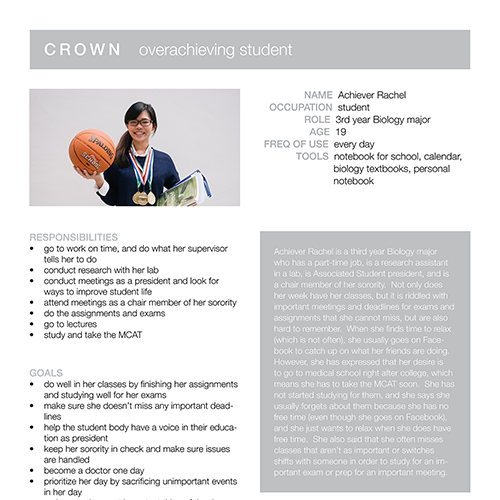 CROWN overachieving student
SPALDING
NAME Achiever Rachel
OCCUPATION student
ROLE 3rd year Biology major
AGE 19
FREQ OF USE every day
TOOLS notebook for school, calendar,
biology textbooks, personal
notebook
RESPONSIBILITIES
• go to work on time, and do what her supervisor
tells her to do
• conduct research with her lab
• conduct meetings as a president and look for
ways to improve student life
• attend meetings as a chair member of her sorority
• do the assignments and exams
• go to lectures
• study and take the MCAT
GOALS
• do well in her classes by finishing her assignments
and studying well for her exams
• make sure she doesn't miss any important dead-
lines
• help the student body have a voice in their educa-
tion as president
• keep her sorority in check and make sure issues
are handled
• become a doctor one day
• prioritize her day by sacrificing unimportant events
in her day
Achiever Rachel is a third year Biology major
who has a part-time job, is a research assistant
in a lab, is Associated Student president, and is
a chair member of her sorority. Not only does
her week have her classes, but it is riddled with
important meetings and deadlines for exams and
assignments that she cannot miss, but are also
hard to remember. When she finds time to relax
(which is not often), she usually goes on Face-
book to catch up on what her friends are doing.
However, she has expressed that her desire is
to go to medical school right after college, which
means she has to take the MCAT soon. She has
not started studying for them, and she says she
usually forgets about them because she has no
free time (even though she goes on Facebook),
and she just wants to relax when she does have
free time. She also said that she often misses
classes that aren't as important or switches
shifts with someone in order to study for an im-
portant exam or prep for an important meeting.